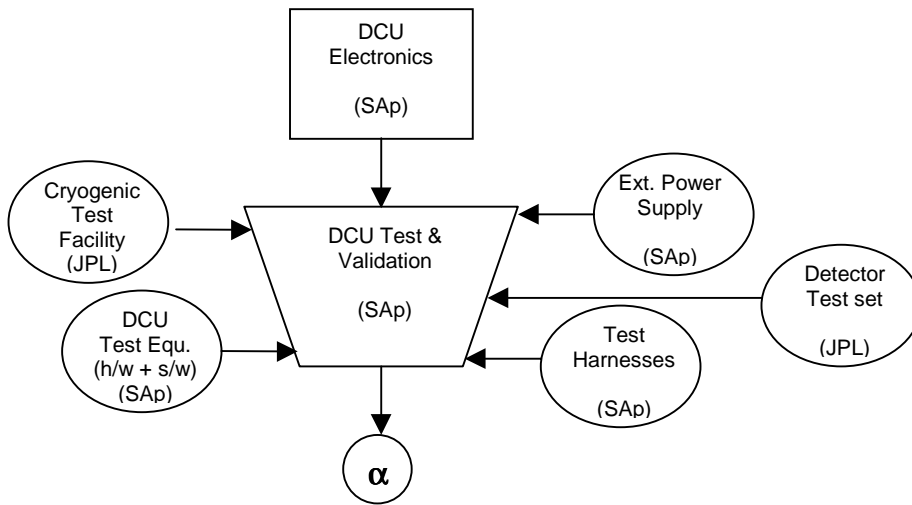 DCU
Electronics
(SAp)
Cryogenic
Test
Facility
(JPL)
DCU Test &
Validation
(SAp)
Ext. Power
Supply
(SAp)
Detector
Test set
(JPL)
DCU
Test Equ.
(h/w + s/w)
(SAp)
Test
Harnesses
(SAp)
α